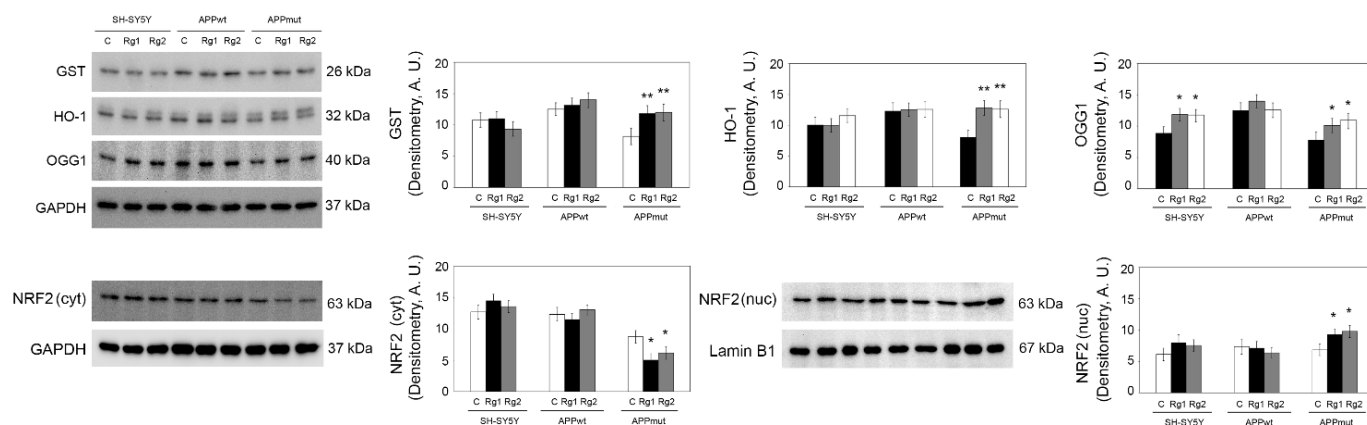 SH-SY5Y APPwt APPmut
C Rg1 Rg2 C Rg1 Rg2 C Rg1 Rg2
GST 26 kDa
HO-1 32 kDa
OGG1 40 kDa
GAPDH 37 kDa
GST
(Densitometry, A. U.)
20
15
10
5
0
** **
C Rg1 Rg2 C Rg1 Rg2 C Rg1 Rg2
SH-SY5Y APPwt APPmut
HO-1
(Densitometry, A. U.)
20
15
10
5
0
** **
C Rg1 Rg2 C Rg1 Rg2 C Rg1 Rg2
SH-SY5Y APPwt APPmut
OGG1
(Densitometry, A. U.)
20
15
10
5
0
* * * *
C Rg1 Rg2 C Rg1 Rg2 C Rg1 Rg2
SH-SY5Y APPwt APPmut
NRF2 (cyt) 63 kDa
GAPDH 37 kDa
NRF2 (cyt)
(Densitometry, A. U.)
20
15
10
5
0
* *
C Rg1 Rg2 C Rg1 Rg2 C Rg1 Rg2
SH-SY5Y APPwt APPmut
NRF2 (nuc) 63 kDa
Lamin B1 67 kDa
NRF2 (nuc)
(Densitometry, A. U.)
20
15
10
5
0
* *
C Rg1 Rg2 C Rg1 Rg2 C Rg1 Rg2
SH-SY5Y APPwt APPmut